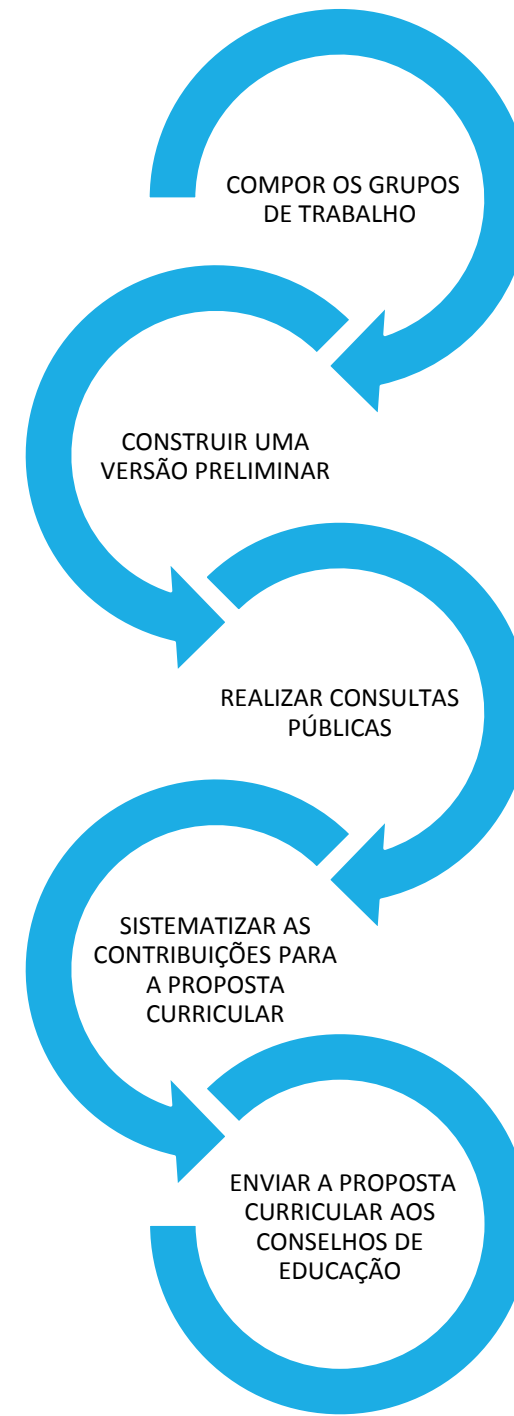 COMPOR OS GRUPOS
DE TRABALHO
CONSTRUIR UMA
VERSÃO PRELIMINAR
REALIZAR CONSULTAS
PÚBLICAS
SISTEMATIZAR AS
CONTRIBUIÇÕES PARA
A PROPOSTA
CURRICULAR
ENVIAR A PROPOSTA
CURRICULAR AOS
CONSELHOS DE
EDUCAÇÃO